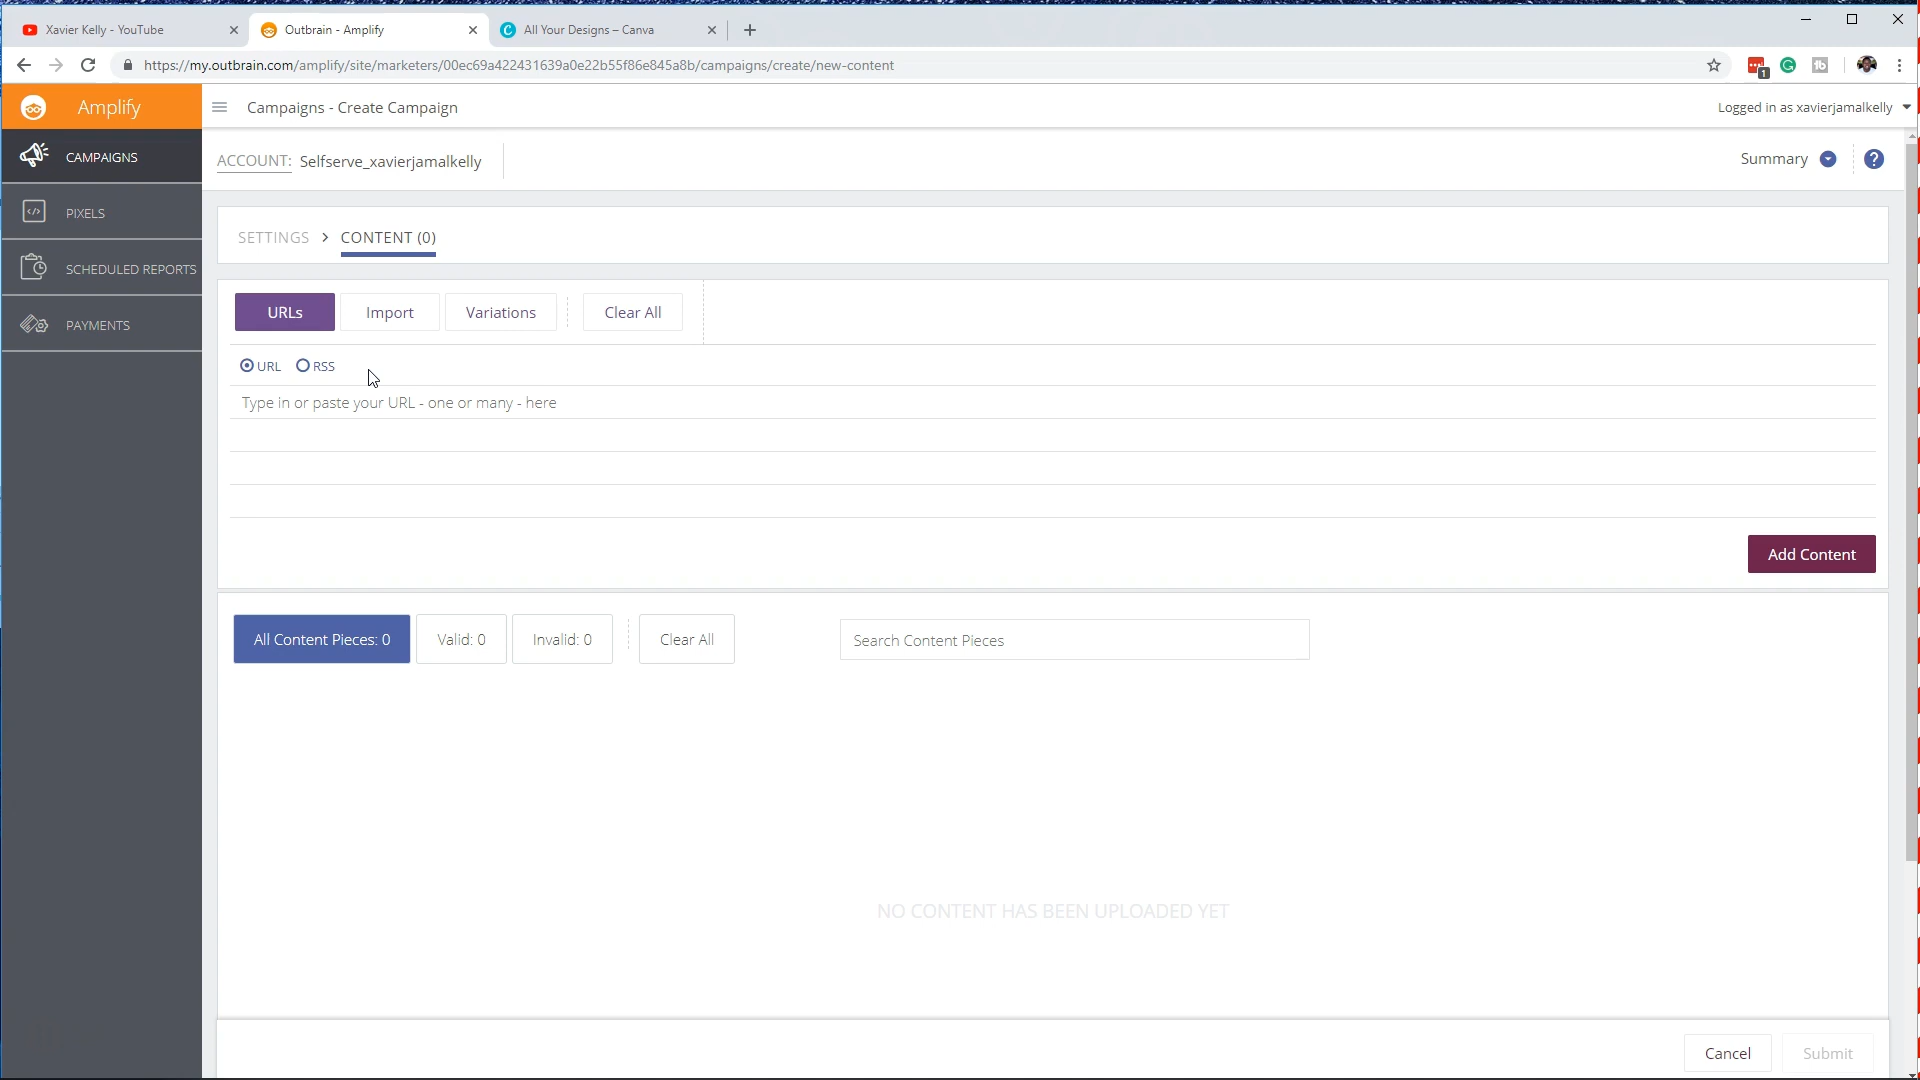 Xavier Kelly - YouTube
Outbrain - Amplify
All Your Designs – Canva
https://my.outbrain.com/amplify/site/marketers/00ec69a422431639a0e22b55f86e845a8b/campaigns/create/new-content
1
Amplify
Campaigns - Create Campaign
Logged in as xavierjamalkelly
CAMPAIGNS
ACCOUNT: Selfserve_xavierjamalkelly
Summary
?
PIXELS
SETTINGS > CONTENT (0)
SCHEDULED REPORTS
URLs
Import
Variations
Clear All
PAYMENTS
URL
RSS
Type in or paste your URL - one or many - here
Add Content
All Content Pieces: 0
Valid: 0
Invalid: 0
Clear All
Search Content Pieces
NO CONTENT HAS BEEN UPLOADED YET
Cancel
Submit